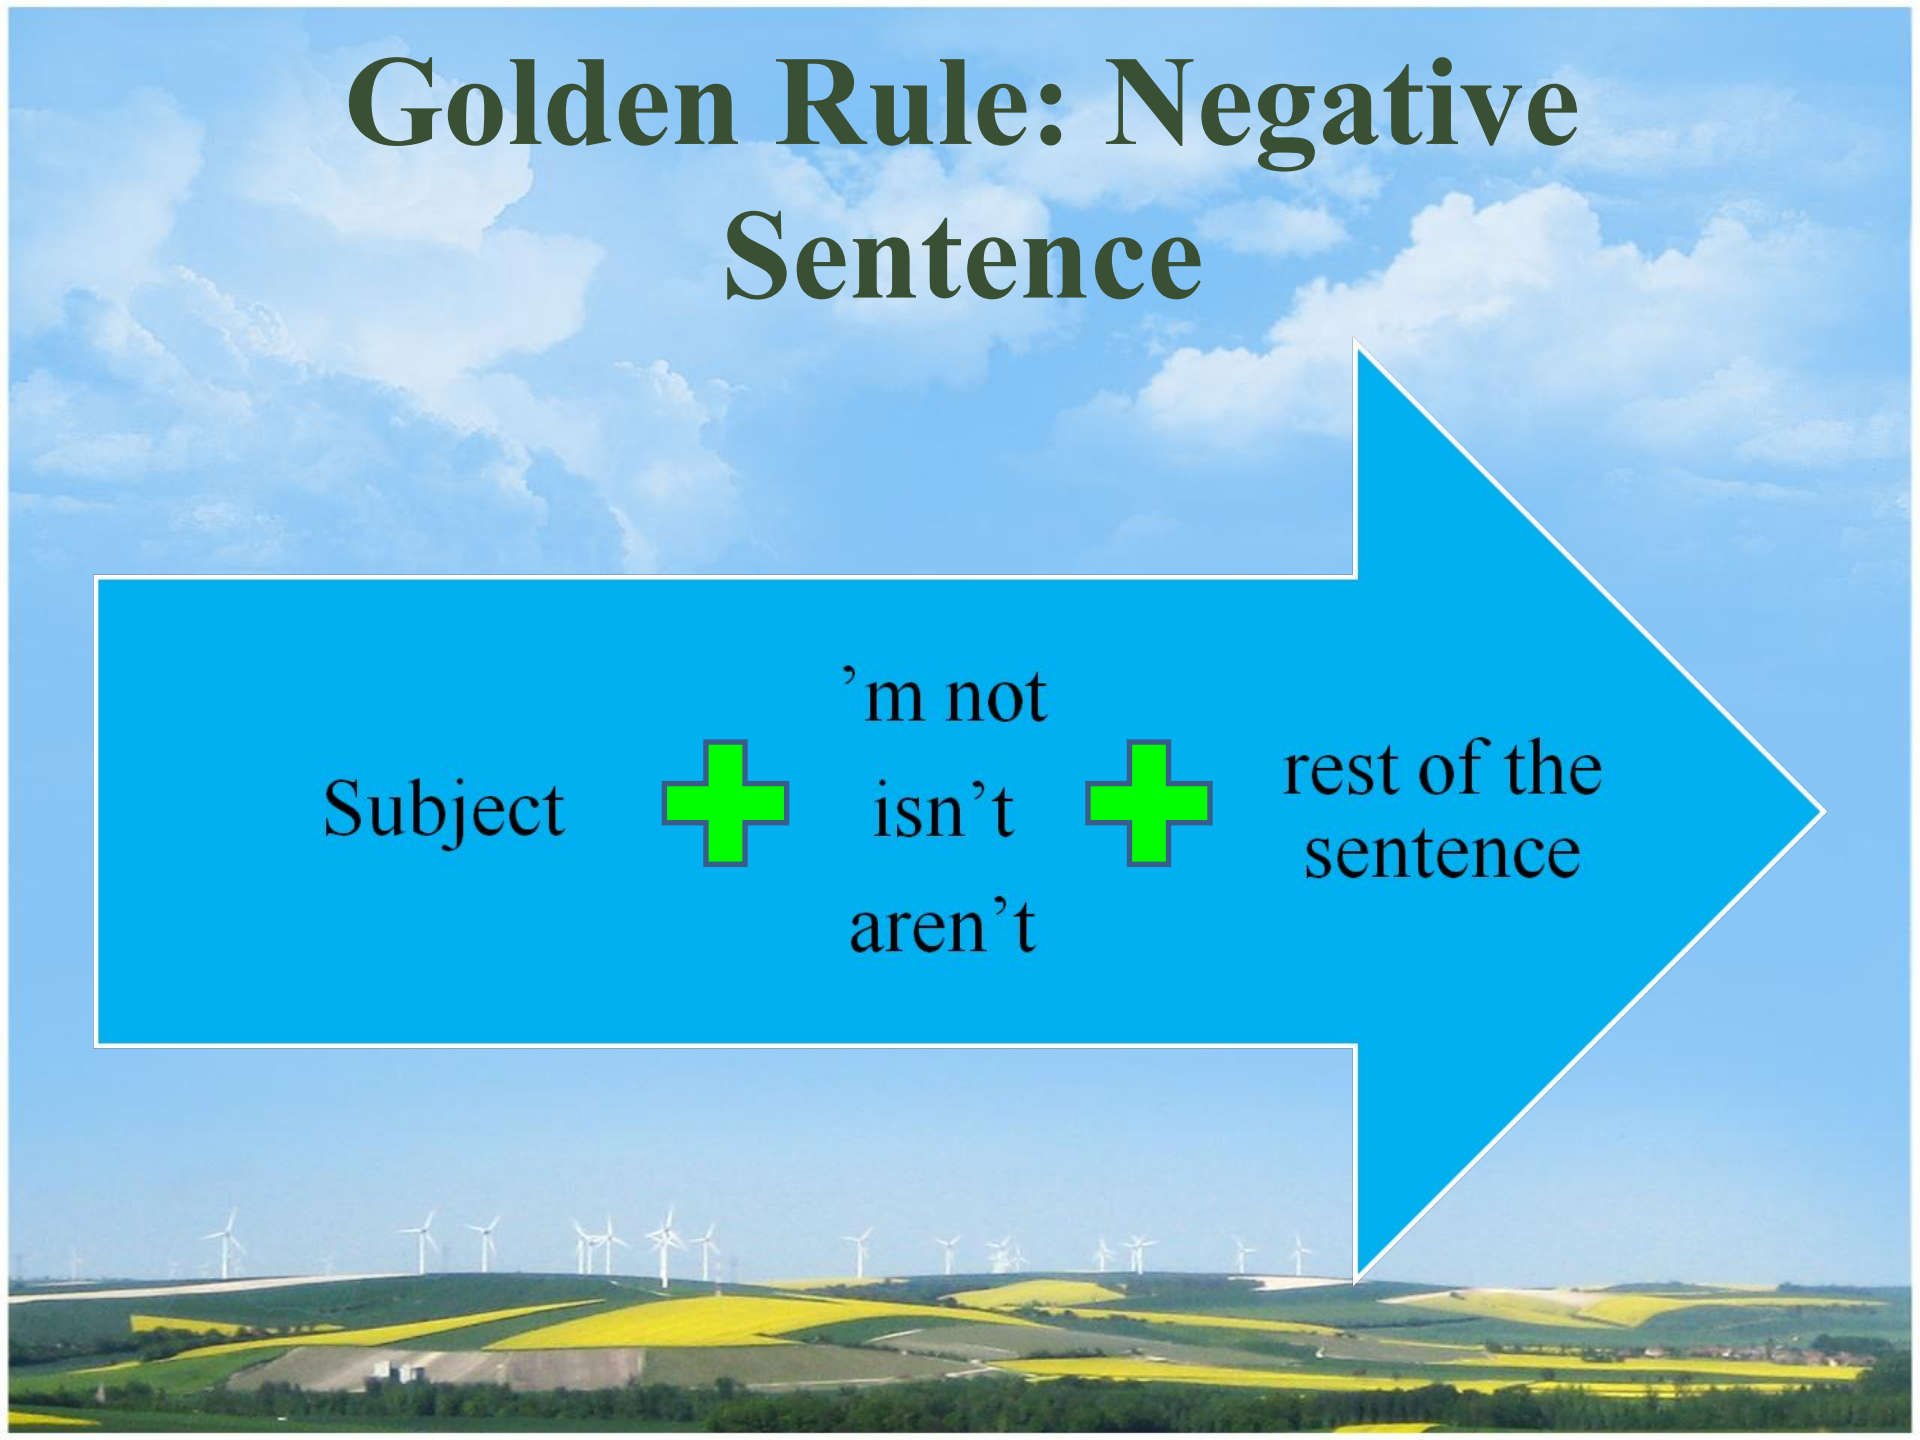 Golden Rule: Negative
Sentence
Subject
’m not
isn’t
aren’t
rest of the
sentence